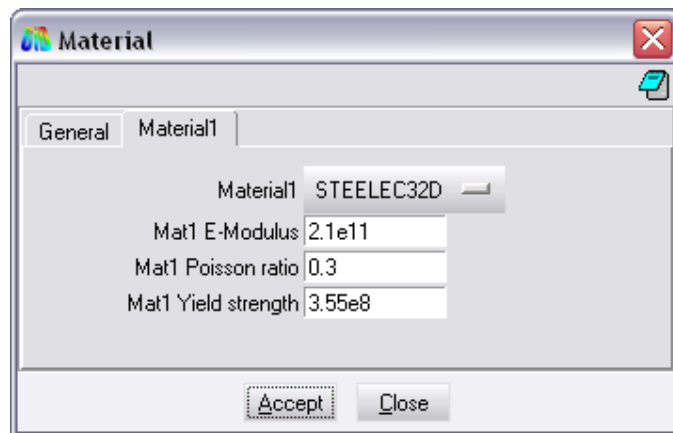 Material
General Material1
Material1 STEELEC32D
Mat1 E-Modulus 2.1e11
Mat1 Poisson ratio 0.3
Mat1 Yield strength 3.55e8
Accept Close